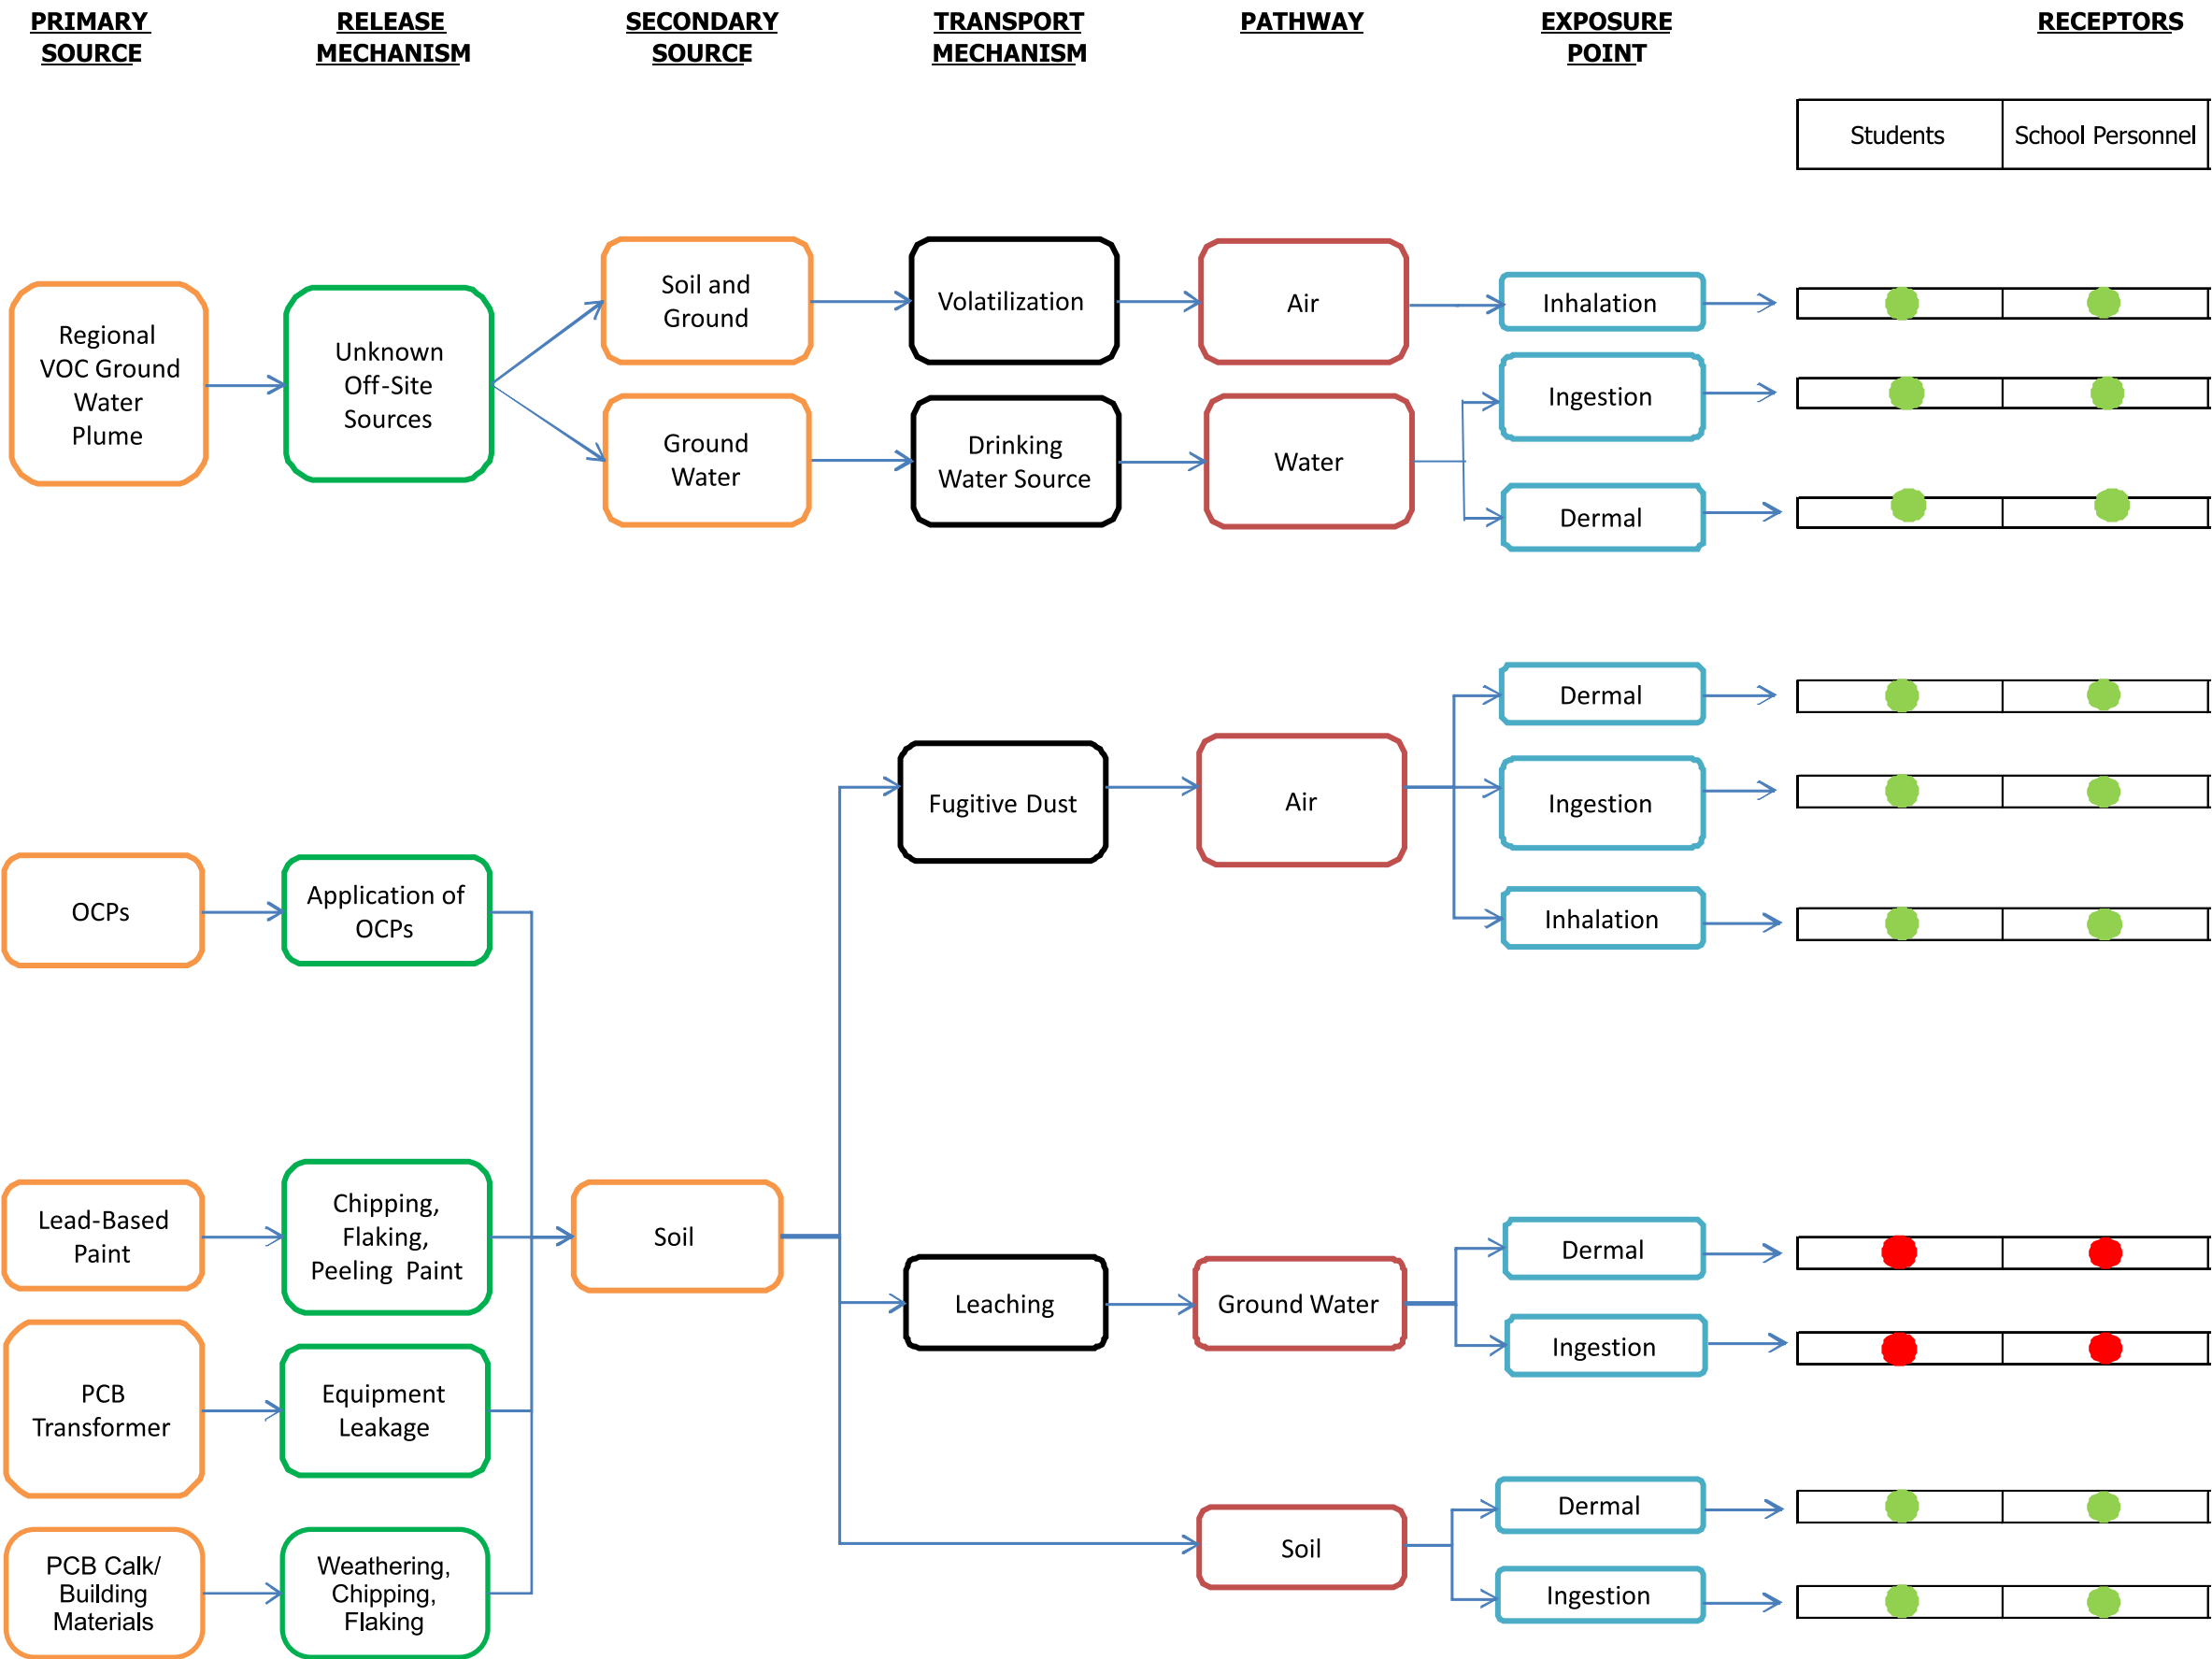 PRIMARY
SOURCE
RELEASE
MECHANISM
SECONDARY
SOURCE
TRANSPORT
MECHANISM
PATHWAY
EXPOSURE
POINT
RECEPTORS
Students
School Personnel
Regional
VOC Ground
Water
Plume
Unknown
Off-Site
Sources
Soil and
Ground
Volatilization
Air
Inhalation
Ground
Water
Drinking
Water Source
Water
Ingestion
Dermal
OCPs
Application of
OCPs
Lead-Based
Paint
Chipping,
Flaking,
Peeling Paint
PCB
Transformer
Equipment
Leakage
PCB Calk/
Building
Materials
Weathering,
Chipping,
Flaking
Soil
Fugitive Dust
Air
Dermal
Ingestion
Inhalation
Leaching
Ground Water
Dermal
Ingestion
Soil
Dermal
Ingestion